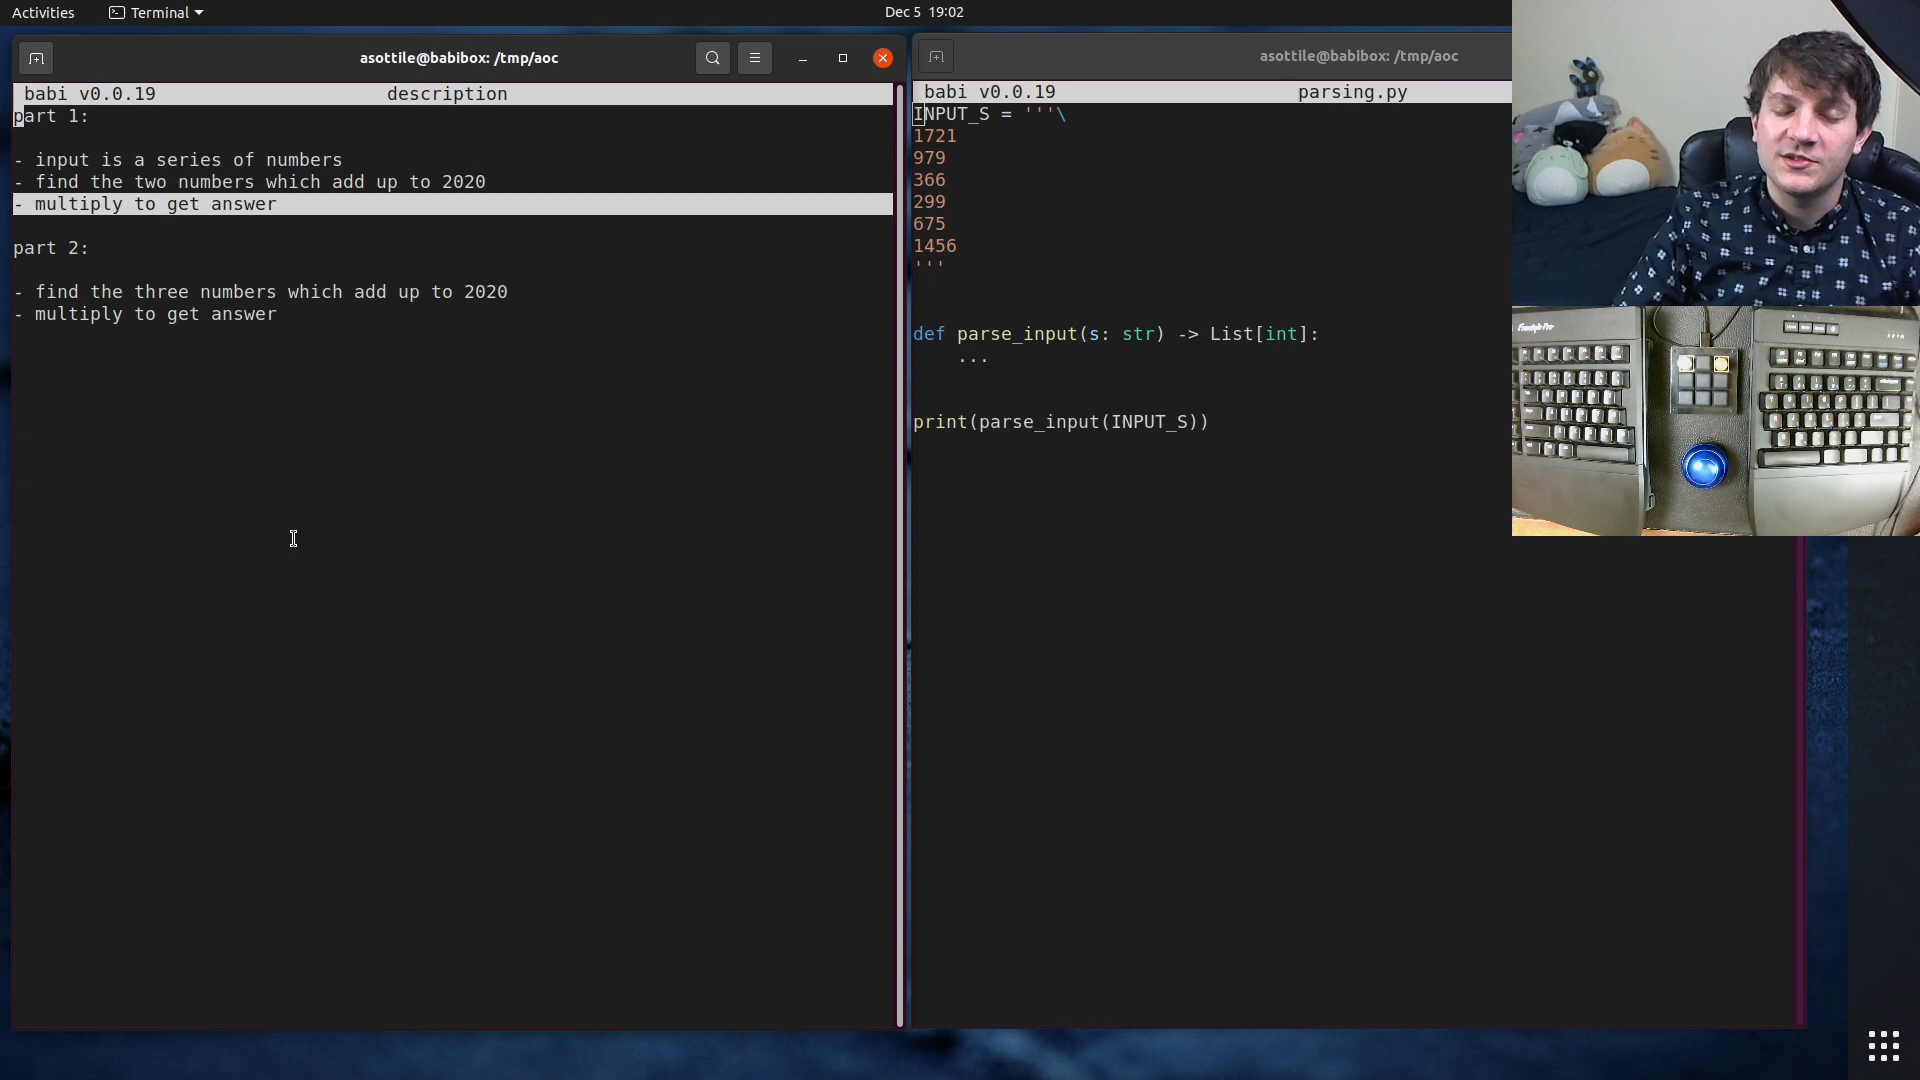 Activities
Terminal
Dec 5 19:02
asottile@babibox: /tmp/aoc
babi v0.0.19 description
part 1:
- input is a series of numbers
- find the two numbers which add up to 2020
- multiply to get answer
part 2:
- find the three numbers which add up to 2020
- multiply to get answer
asottile@babibox: /tmp/aoc
babi v0.0.19 parsing.py
INPUT_S = '''\
1721
979
366
299
675
1456
'''
def parse_input(s: str) -> List[int]:
...
print(parse_input(INPUT_S))
Freestyle Pro